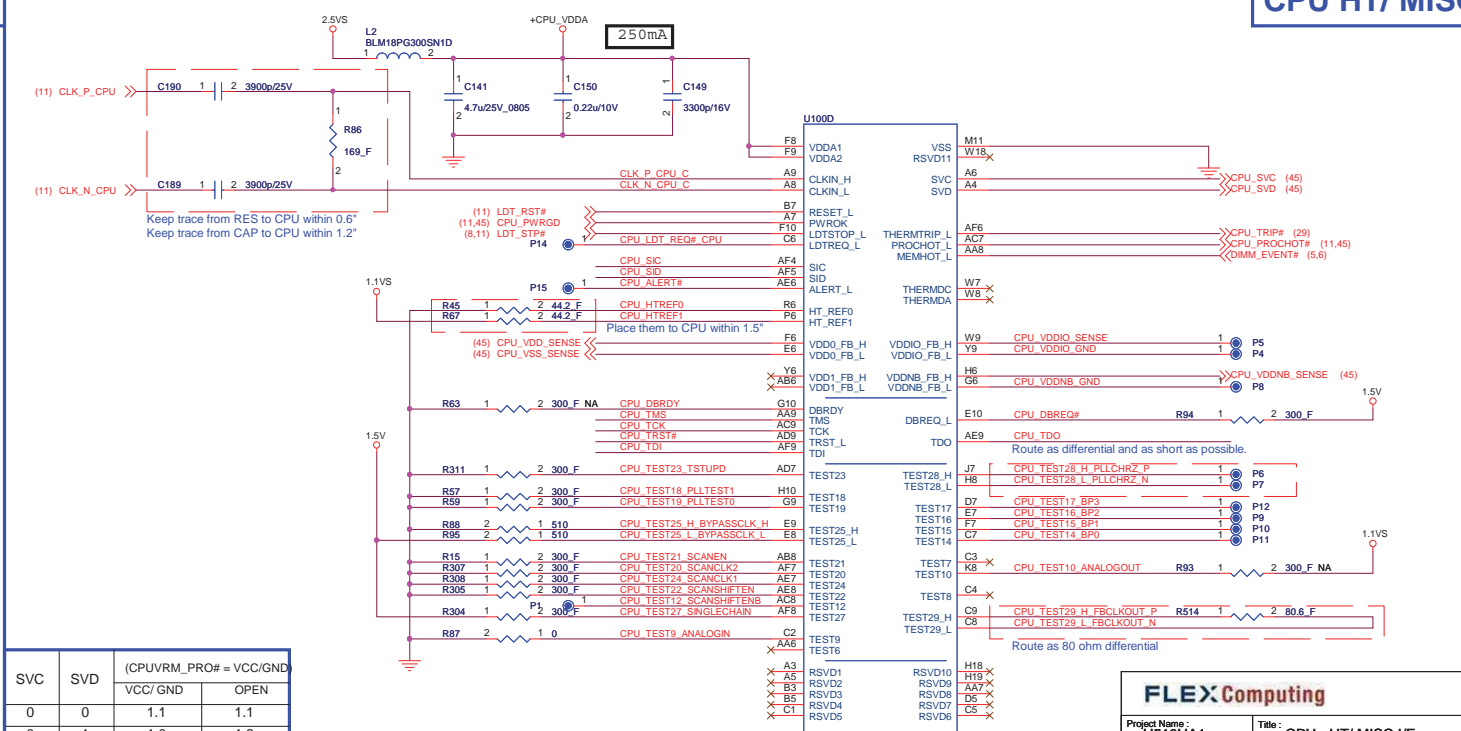 CPU HT/ MISC
2.5VS
L2
BLM18PG300SN1D
1 2
+CPU_VDDA
250mA
(11) CLK_P_CPU
C190 1 2 3900p/25V
1
R86
169_F
2
(11) CLK_N_CPU
C189 1 2 3900p/25V
Keep trace from RES to CPU within 0.6"
Keep trace from CAP to CPU within 1.2"
1
C141
4.7u/25V_0805
2
1
C150
0.22u/10V
2
1
C149
3300p/16V
2
U100D
F8 VDDA1
F9 VDDA2
CLK_P_CPU_C A9 CLKIN_H
CLK_N_CPU_C A8 CLKIN_L
(11) LDT_RST# B7 RESET_L
(11,45) CPU_PWRGD A7 PWROK
(8,11) LDT_STP# F10 LDTSTOP_L
P14 1 CPU_LDT_REQ#_CPU C6 LDTREQ_L
CPU_SIC AF4 SIC
CPU_SID AF5 SID
P15 1 CPU_ALERT# AE6 ALERT_L
1.1VS
R45 1 2 44.2_F CPU_HTREF0 R6 HT_REF0
R67 1 2 44.2_F CPU_HTREF1 P6 HT_REF1
Place them to CPU within 1.5"
(45) CPU_VDD_SENSE F6 VDD0_FB_H
(45) CPU_VSS_SENSE E6 VDD0_FB_L
Y6 VDD1_FB_H
AB6 VDD1_FB_L
R63 1 2 300_F NA CPU_DBRDY G10 DBRDY
CPU_TMS AA9 TMS
CPU_TCK AC9 TCK
CPU_TRST# AD9 TRST_L
CPU_TDI AF9 TDI
1.5V
R311 1 2 300_F CPU_TEST23_TSTUPD AD7 TEST23
R57 1 2 300_F CPU_TEST18_PLLTEST1 H10 TEST18
R59 1 2 300_F CPU_TEST19_PLLTEST0 G9 TEST19
R88 2 1 510 CPU_TEST25_H_BYPASSCLK_H E9 TEST25_H
R95 2 1 510 CPU_TEST25_L_BYPASSCLK_L E8 TEST25_L
R15 1 2 300_F CPU_TEST21_SCANEN AB8 TEST21
R307 1 2 300_F CPU_TEST20_SCANCLK2 AF7 TEST20
R308 1 2 300_F CPU_TEST24_SCANCLK1 AE7 TEST24
R305 1 2 300_F CPU_TEST22_SCANSHIFTEN AE8 TEST22
P1 1 CPU_TEST12_SCANSHIFTENB AC8 TEST12
R304 1 2 300_F CPU_TEST27_SINGLECHAIN AF8 TEST27
R87 2 1 0 CPU_TEST9_ANALOGIN C2 TEST9
AA6 TEST6
A3 RSVD1
A5 RSVD2
B3 RSVD3
B5 RSVD4
C1 RSVD5
VSS M11
RSVD11 W18
SVC A6 CPU_SVC (45)
SVD A4 CPU_SVD (45)
THERMTRIP_L AF6 CPU_TRIP# (29)
PROCHOT_L AC7 CPU_PROCHOT# (11,45)
MEMHOT_L AA8 DIMM_EVENT# (5,6)
THERMDC W7
THERMDA W8
VDDIO_FB_H W9 CPU_VDDIO_SENSE 1 P5
VDDIO_FB_L Y9 CPU_VDDIO_GND 1 P4
VDDNB_FB_H H6 CPU_VDDNB_SENSE (45)
VDDNB_FB_L G6 CPU_VDDNB_GND 1 P8
1.5V
DBREQ_L E10 CPU_DBREQ# R94 1 2 300_F
TDO AE9 CPU_TDO
Route as differential and as short as possible.
TEST28_H J7 CPU_TEST28_H_PLLCHRZ_P 1 P6
TEST28_L H8 CPU_TEST28_L_PLLCHRZ_N 1 P7
TEST17 D7 CPU_TEST17_BP3 1 P12
TEST16 E7 CPU_TEST16_BP2 1 P9
TEST15 F7 CPU_TEST15_BP1 1 P10
TEST14 C7 CPU_TEST14_BP0 1 P11
1.1VS
TEST7 C3
TEST10 K8 CPU_TEST10_ANALOGOUT R93 1 2 300_F NA
TEST8 C4
TEST29_H C9 CPU_TEST29_H_FBCLKOUT_P R514 1 2 80.6_F
TEST29_L C8 CPU_TEST29_L_FBCLKOUT_N
Route as 80 ohm differential
RSVD10 H18
RSVD9 H19
RSVD8 AA7
RSVD7 D5
RSVD6 C5
SVC SVD (CPUVRM_PRO# = VCC/GND)
VCC/ GND OPEN
0 0 1.1 1.1
FLEX Computing
Project Name :
Title :